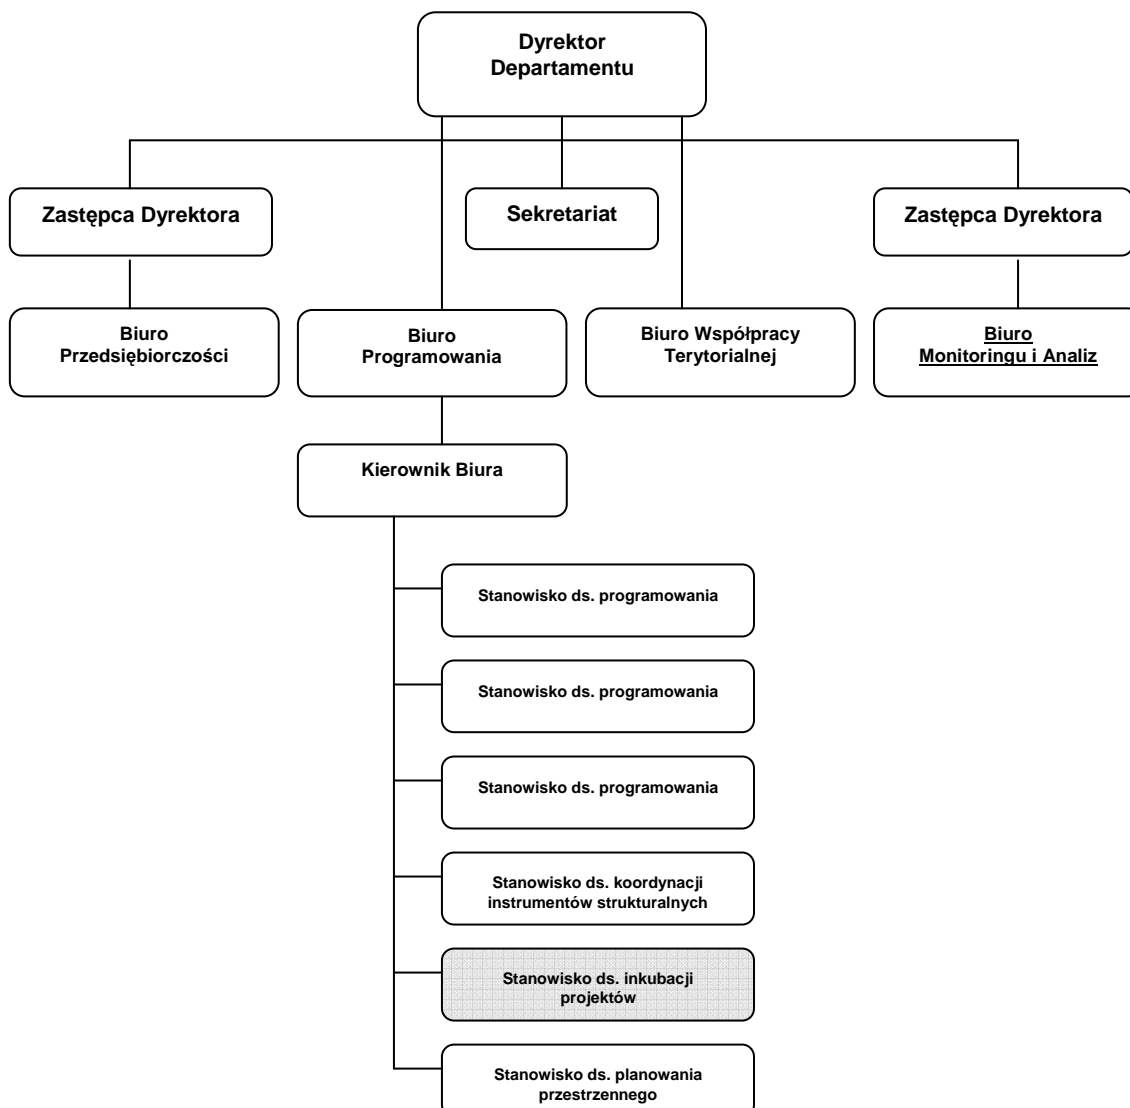 Dyrektor
Departamentu
Zastępca Dyrektora
Sekretariat
Zastępca Dyrektora
Biuro
Przedsiębiorczości
Biuro
Programowania
Biuro Współpracy
Terytorialnej
Biuro
Monitoringu i Analiz
Kierownik Biura
Stanowisko ds. programowania
Stanowisko ds. programowania
Stanowisko ds. programowania
Stanowisko ds. koordynacji
instrumentów strukturalnych
Stanowisko ds. inkubacji
projektów
Stanowisko ds. planowania
przestrzennego